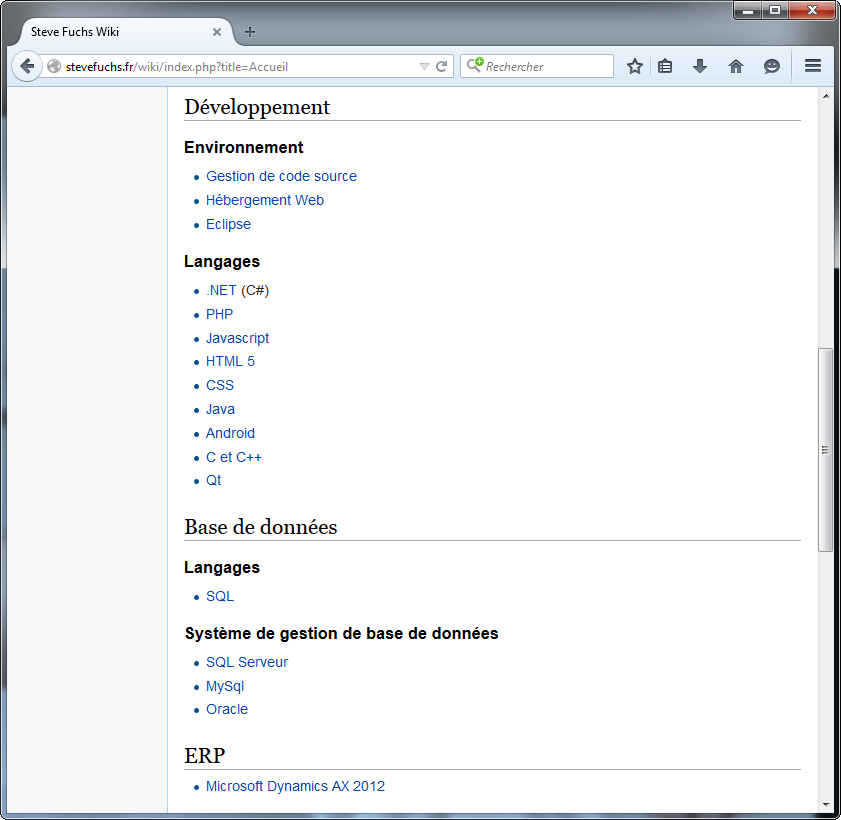 Steve Fuchs Wiki
stevefuchs.fr/wiki/index.php?title=Accueil
Rechercher
Développement
Environnement
Gestion de code source
Hébergement Web
Eclipse
Langages
.NET (C#)
PHP
Javascript
HTML 5
CSS
Java
Android
C et C++
Qt
Base de données
Langages
SQL
Système de gestion de base de données
SQL Serveur
MySql
Oracle
ERP
Microsoft Dynamics AX 2012